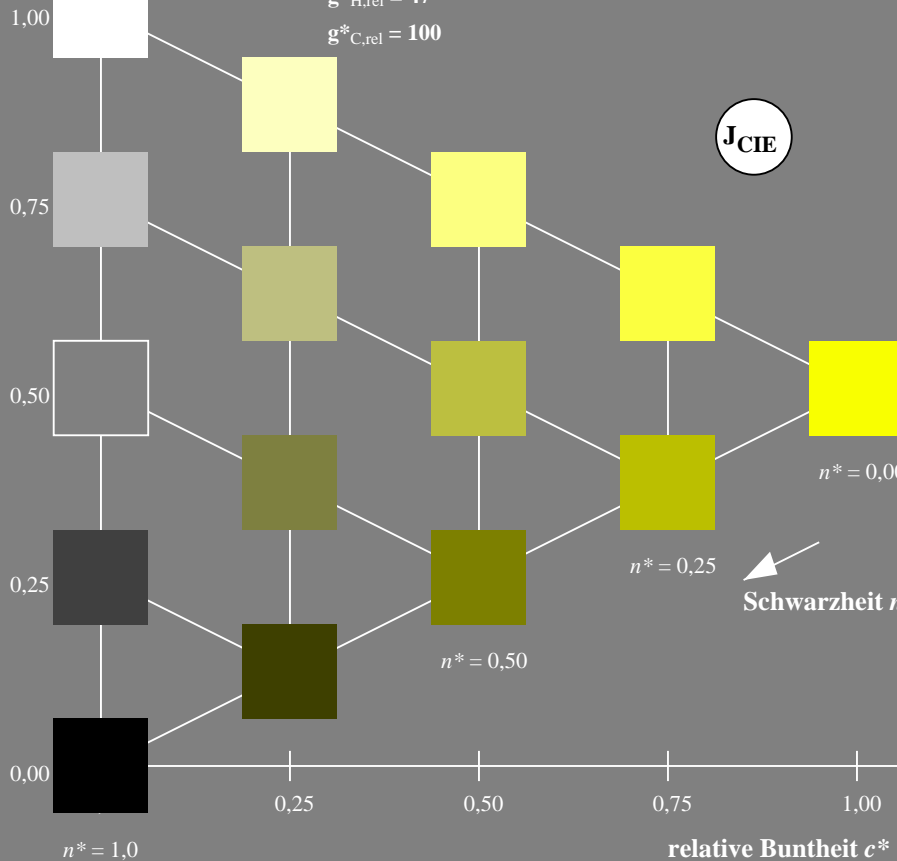 1,00
g*C,rel = 100
JCIE
0,75
0,50
n* = 0,25
Schwarzheit
0,25
n* = 0,50
0,00
0,25
0,50
0,75
1,00
n* = 1,0
relative Buntheit c*